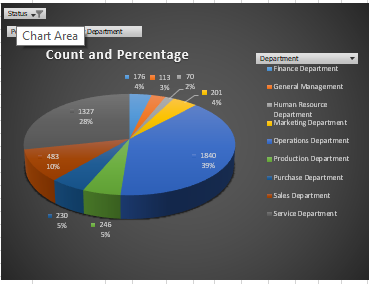 Status
Department
Chart Area
Count and Percentage
176
4%
113
3%
70
2%
201
4%
1840
39%
246
5%
230
5%
483
10%
1327
28%
Department
Finance Department
General Management
Human Resource
Department
Marketing Department
Operations Department
Production Department
Purchase Department
Sales Department
Service Department